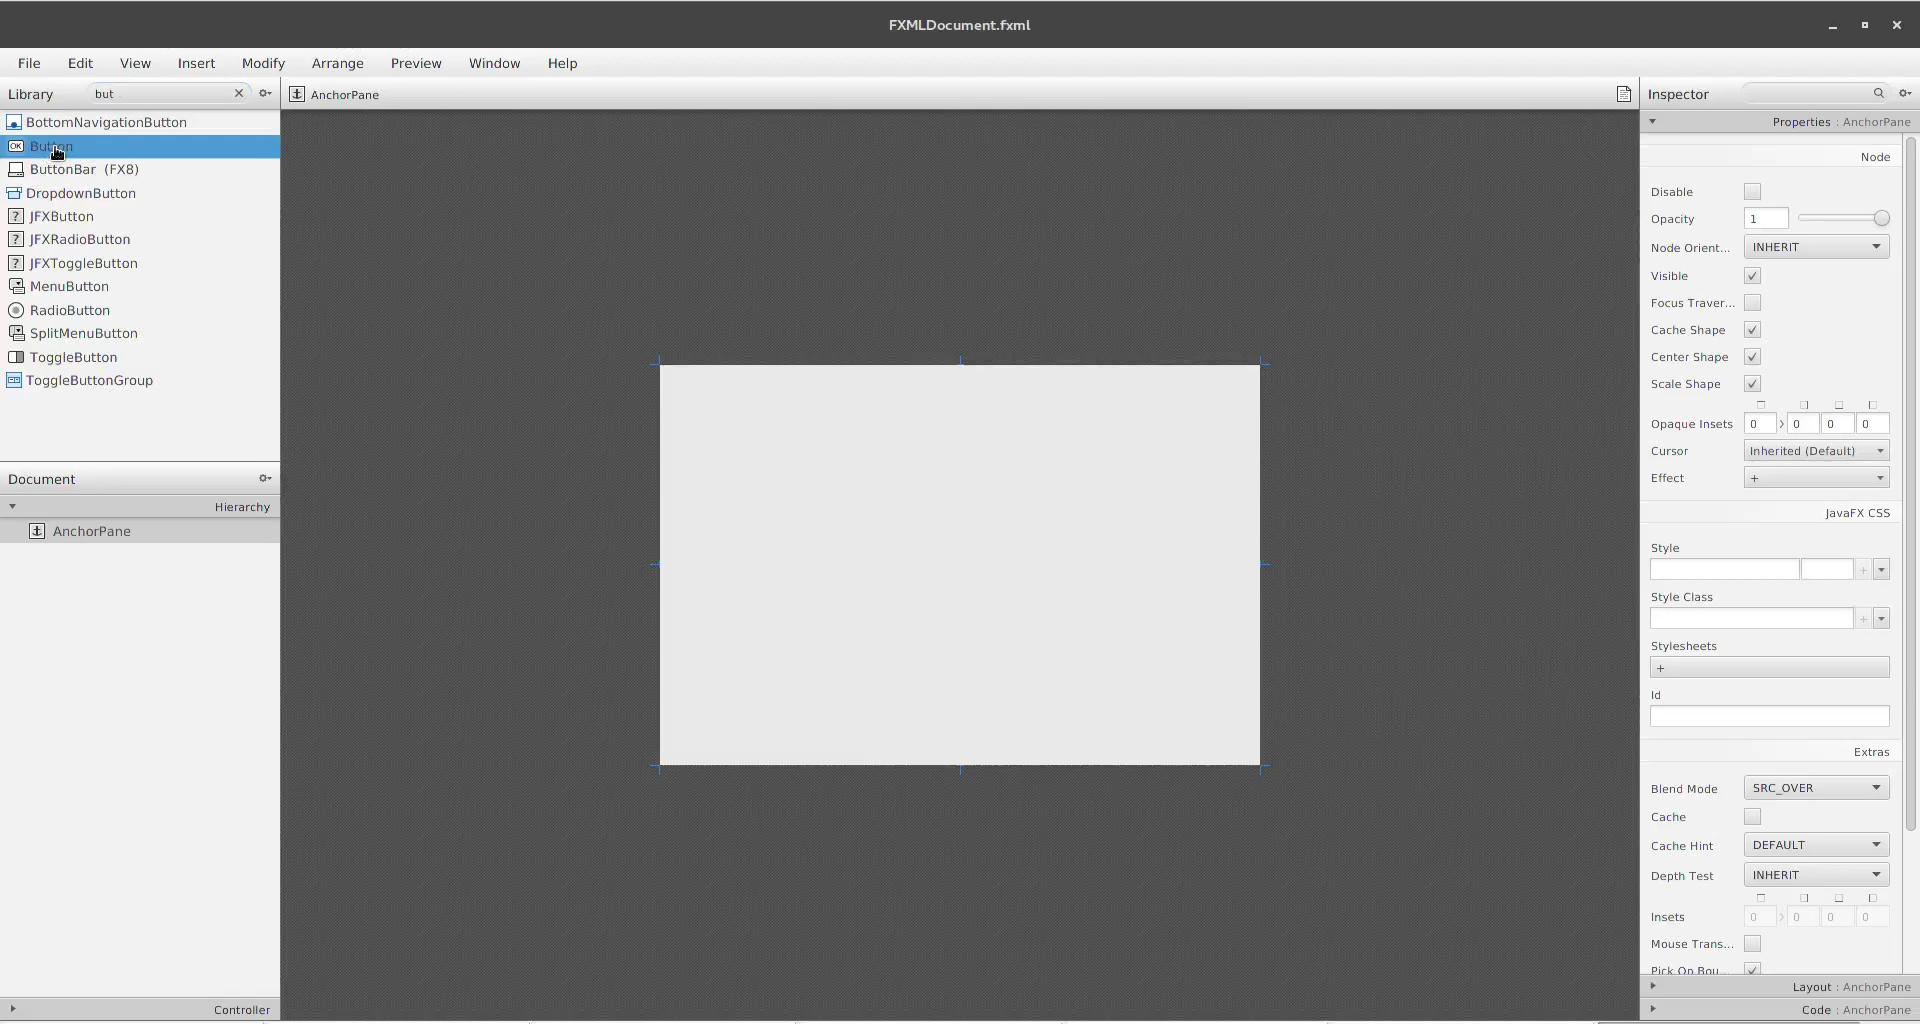 FXMLDocument.fxml
File Edit View Insert Modify Arrange Preview Window Help
Library but
AnchorPane
BottomNavigationButton
OK Button
ButtonBar (FX8)
DropdownButton
? JFXButton
? JFXRadioButton
? JFXToggleButton
MenuButton
RadioButton
SplitMenuButton
ToggleButton
ToggleButtonGroup
Document
Hierarchy
AnchorPane
Controller
Inspector
Properties : AnchorPane
Node
Disable
Opacity 1
Node Orient... INHERIT
Visible
Focus Traver...
Cache Shape
Center Shape
Scale Shape
Opaque Insets 0 0 0 0
Cursor Inherited (Default)
Effect +
JavaFX CSS
Style
+
Style Class
+
Stylesheets
+
Id
Extras
Blend Mode SRC_OVER
Cache
Cache Hint DEFAULT
Depth Test INHERIT
Insets 0 0 0 0
Mouse Trans...
Pick On Bou...
Layout : AnchorPane
Code : AnchorPane